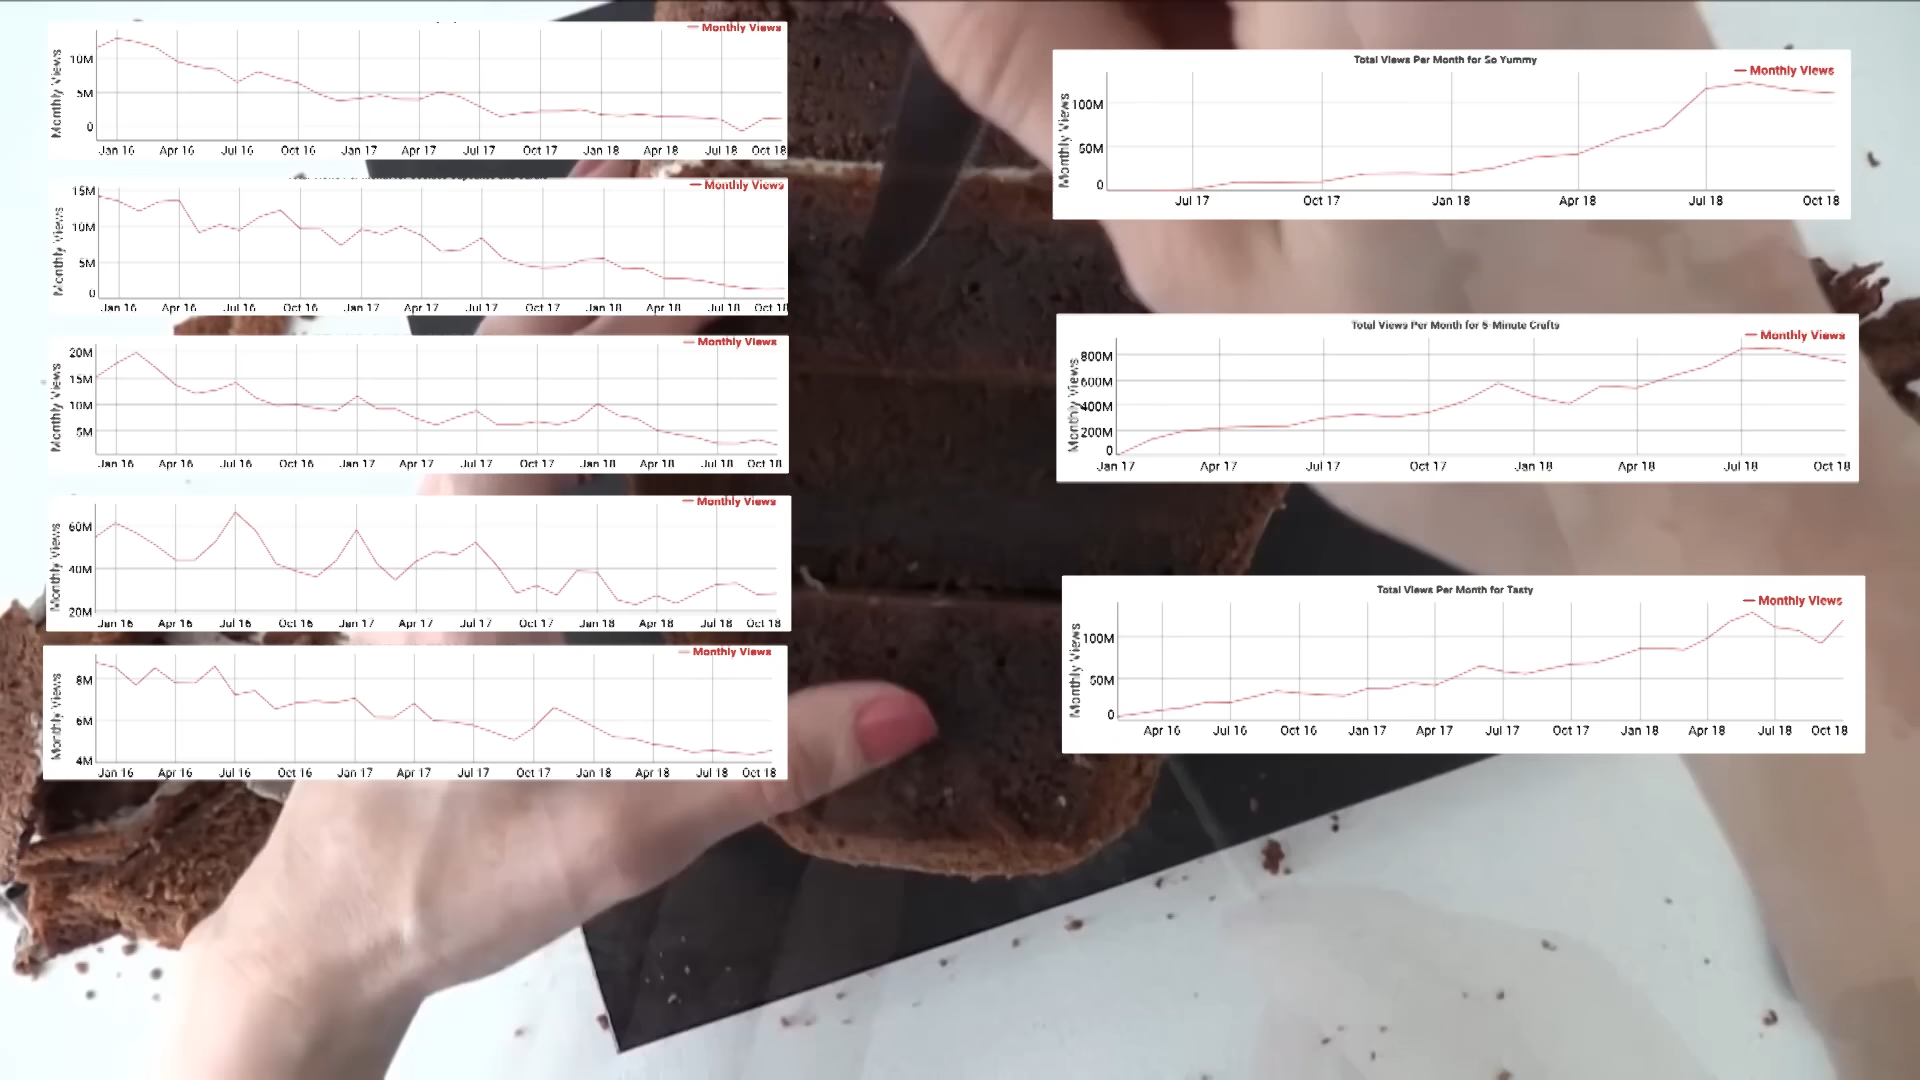 Monthly Views
Monthly Views
10M
5M
0
Jan 16 Apr 16 Jul 16 Oct 16 Jan 17 Apr 17 Jul 17 Oct 17 Jan 18 Apr 18 Oct 18
Monthly Views
Monthly Views
15M
10M
5M
0
Jan 16 Apr 16 Jul 16 Oct 16 Jan 17 Apr 17 Jul 17 Oct 17 Jan 18 Apr 18 Jul 18 Oct 18
Monthly Views
Monthly Views
20M
15M
10M
5M
Jan 16 Apr 16 Jul 16 Oct 16 Jan 17 Apr 17 Jul 17 Oct 17 Jan 18 Apr 18 Jul 18 Oct 18
Monthly Views
Monthly Views
60M
40M
20M
Jan 16 Apr 16 Jul 16 Oct 16 Jan 17 Apr 17 Jul 17 Oct 17 Jan 18 Apr 18 Jul 18 Oct 18
Monthly Views
Monthly Views
8M
6M
4M
Jan 16 Apr 16 Jul 16 Oct 16 Jan 17 Apr 17 Jul 17 Oct 17 Jan 18 Apr 18 Jul 18 Oct 18
Total Views Per Month for So Yummy
Monthly Views
Monthly Views
100M
50M
0
Jul 17 Oct 17 Jan 18 Apr 18 Jul 18 Oct 18
Total Views Per Month for 5-Minute Crafts
Monthly Views
Monthly Views
800M
600M
400M
200M
0
Jan 17 Apr 17 Jul 17 Oct 17 Jan 18 Apr 18 Jul 18 Oct 18
Total Views Per Month for Tasty
Monthly Views
Monthly Views
100M
50M
0
Apr 16 Jul 16 Oct 16 Jan 17 Apr 17 Jul 17 Oct 17 Jan 18 Apr 18 Jul 18 Oct 18